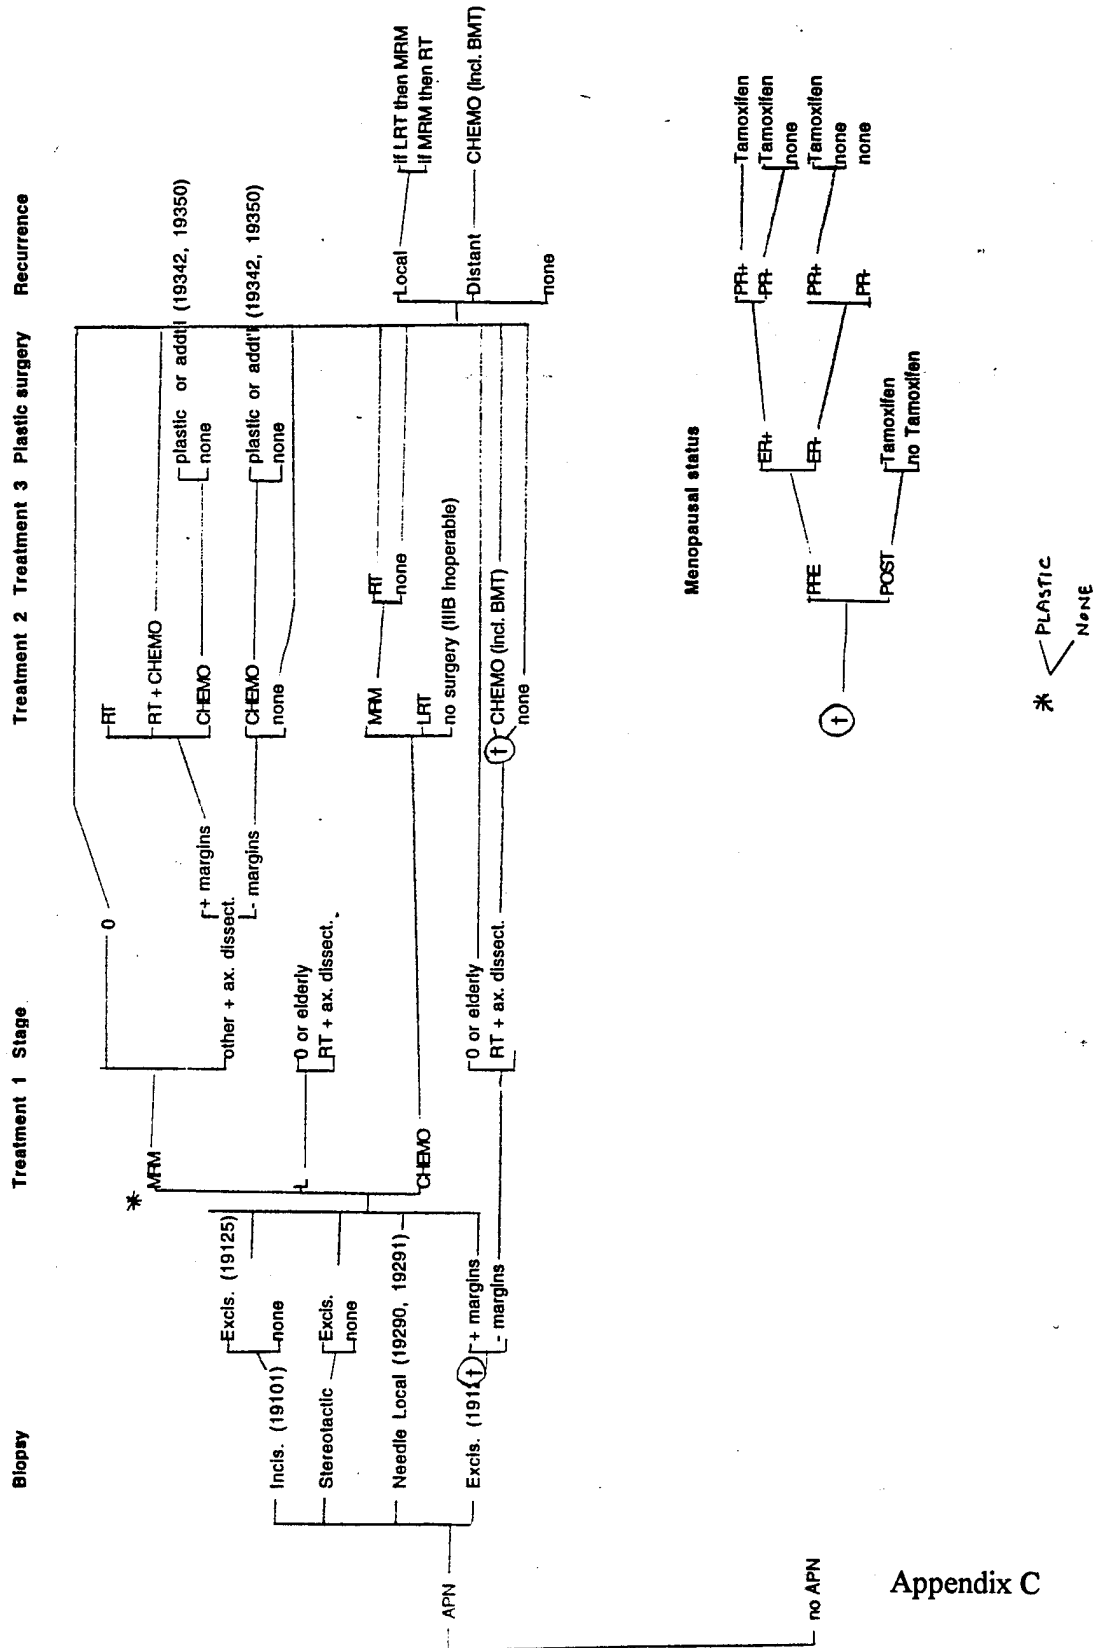 Biopsy
Treatment 1 Stage
Treatment 2 Treatment 3 Plastic surgery Recurrence
APN
no APN
Incis. (19101)
Excis. (19125)
none
Stereotactic
Excis.
none
Needle Local (19290, 19291)
Excis.
†
+ margins
- margins
*
MRM
0
other + ax. dissect.
+ margins
RT
RT + CHEMO
CHEMO
plastic or addt'l (19342, 19350)
none
- margins
CHEMO
none
plastic or addt'l (19342, 19350)
none
L
0 or elderly
RT + ax. dissect.
CHEMO
MRM
RT
none
LRT
no surgery (IIIB Inoperable)
0 or elderly
RT + ax. dissect.
†
CHEMO (incl. BMT)
none
Local
if LRT then MRM
if MRM then RT
Distant
CHEMO (Incl. BMT)
none
Menopausal status
†
PRE
ER+
PR+
Tamoxifen
PR-
Tamoxifen
none
ER-
PR+
Tamoxifen
none
PR-
none
POST
Tamoxifen
no Tamoxifen
* PLASTIC
NONE
Appendix C